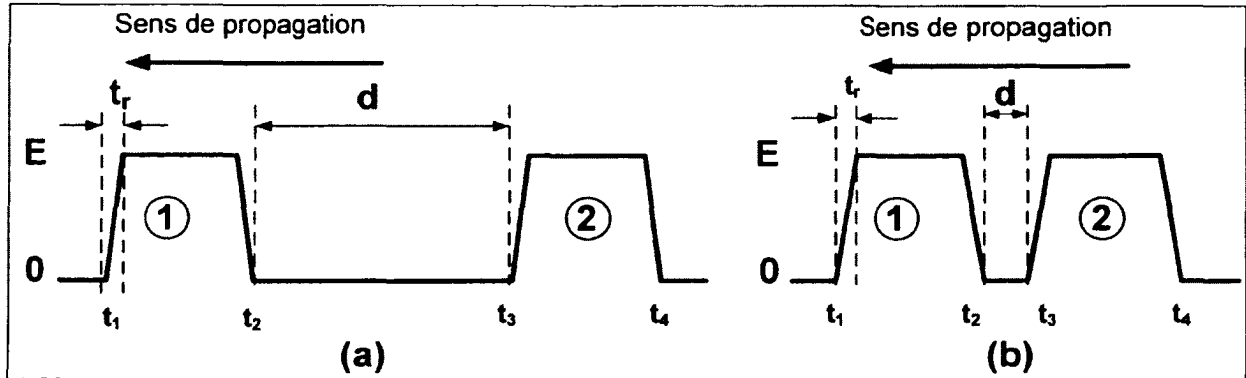 Sens de propagation
tr
d
E
1
2
0
t1
t2
t3
t4
(a)
Sens de propagation
tr
d
E
1
2
0
t1
t2
t3
t4
(b)